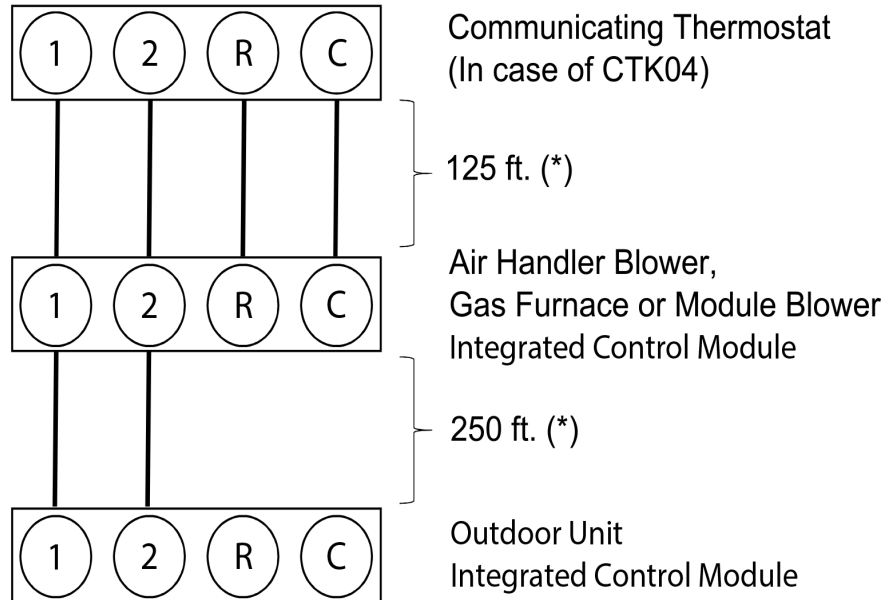 1 2 R C
Communicating Thermostat
(In case of CTK04)
125 ft. (*)
1 2 R C
Air Handler Blower,
Gas Furnace or Module Blower
Integrated Control Module
250 ft. (*)
1 2 R C
Outdoor Unit
Integrated Control Module